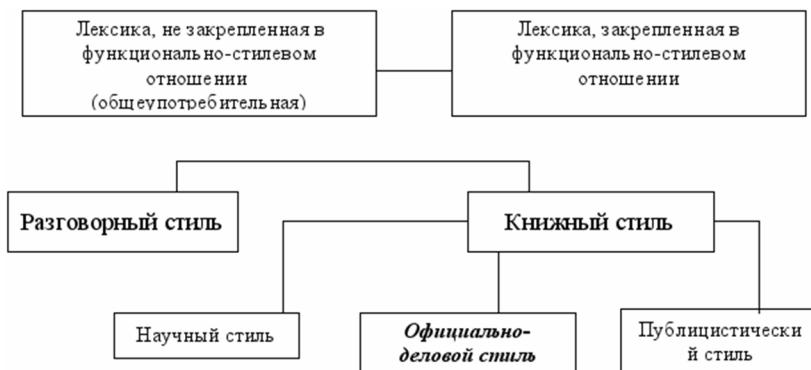 Лексика, не закрепленная в
функционально-стилевом
отношении
(общеупотребительная)
Лексика, закрепленная в
функционально-стилевом
отношении
Разговорный стиль
Книжный стиль
Научный стиль
Официально-
деловой стиль
Публицистически
й стиль